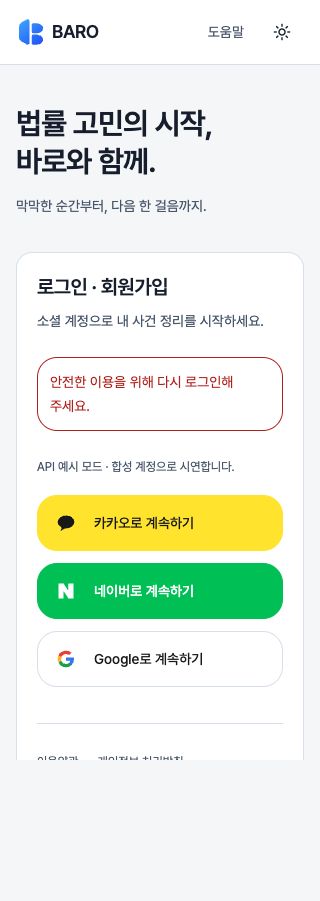 BARO
도움말
법률 고민의 시작,
바로와 함께.
막막한 순간부터, 다음 한 걸음까지.
로그인 · 회원가입
소셜 계정으로 내 사건 정리를 시작하세요.
안전한 이용을 위해 다시 로그인해
주세요.
API 예시 모드 · 합성 계정으로 시연합니다.
카카오로 계속하기
네이버로 계속하기
Google로 계속하기